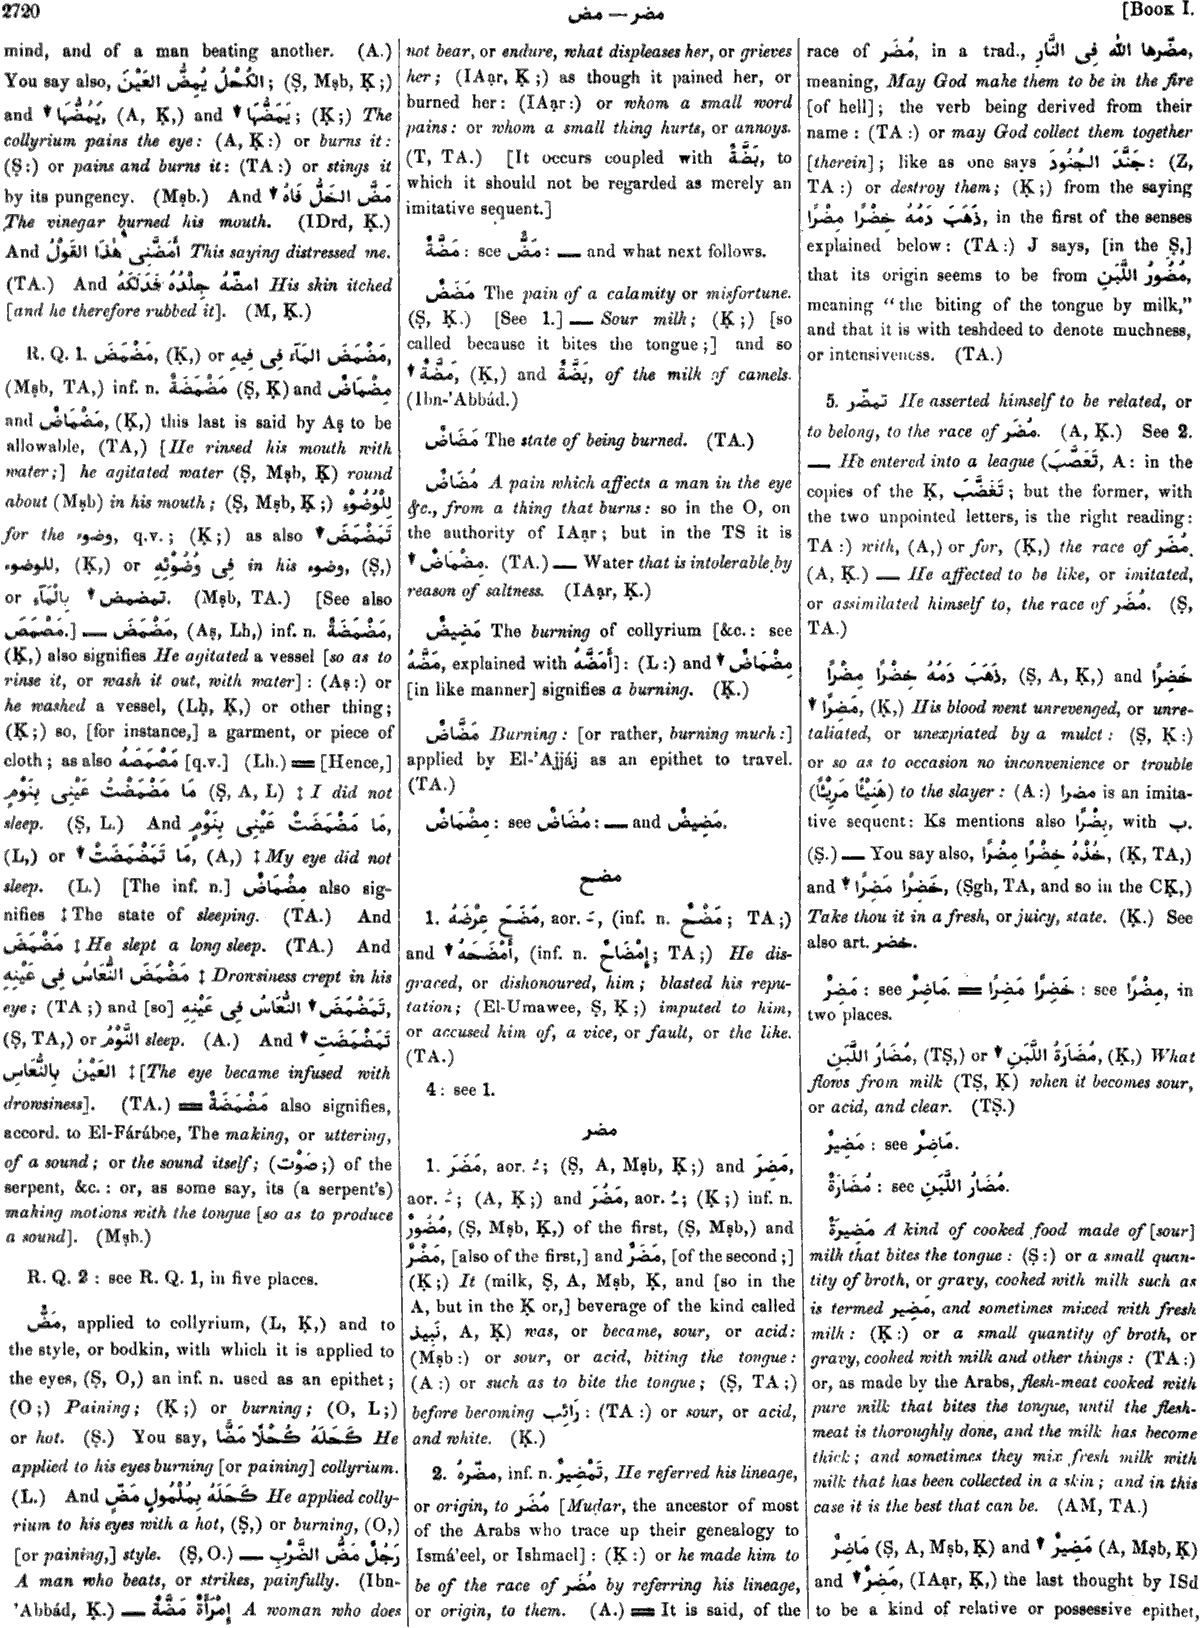 2720
مض — مضر
[Book I.
mind, and of a man beating another. (A.)
You say also, الكُحْلُ يُمِضُّ العَيْنَ; (Ṣ, Mṣb, Ḳ;)
and ▾ يَمُضُّهَا, (A, Ḳ,) and ▾ يَمَضُّهَا; (Ḳ;) The
collyrium pains the eye: (A, Ḳ:) or burns it:
(Ṣ:) or pains and burns it: (TA:) or stings it
by its pungency. (Mṣb.) And ▾ مَضَّ الخَلُّ فَاهُ
The vinegar burned his mouth. (IDrd, Ḳ.)
And أَمَضَّنِى هٰذَا القَوْلُ This saying distressed me.
(TA.) And امضّهُ جِلْدُهُ فَدَلَكَهُ His skin itched
[and he therefore rubbed it]. (M, Ḳ.)
R. Q. 1. مَضْمَضَ, (Ḳ,) or مَضْمَضَ المَآءَ فِى فِيهِ,
(Mṣb, TA,) inf. n. مَضْمَضَةٌ (Ṣ, Ḳ) and مِضْمَاضٌ
and مَضْمَاضٌ, (Ḳ,) this last is said by Aṣ to be
allowable, (TA,) [He rinsed his mouth with
water;] he agitated water (Ṣ, Mṣb, Ḳ) round
about (Mṣb) in his mouth; (Ṣ, Mṣb, Ḳ;) لِلْوُضُوْءِ
for the وضوء, q.v.; (Ḳ;) as also ▾ تَمَضْمَضَ
للوضوء, (Ḳ,) or فِى وُضُوْئِهِ in his وضوء, (Ṣ,)
or ▾ تمضمض بِالْمَآءِ. (Mṣb, TA.) [See also
مَصْمَصَ.] — مَضْمَضَ, (Aṣ, Lh,) inf. n. مَضْمَضَةٌ,
(Ḳ,) also signifies He agitated a vessel [so as to
rinse it, or wash it out, with water]: (Aṣ:) or
he washed a vessel, (Lḥ, Ḳ,) or other thing;
(Ḳ;) so, [for instance,] a garment, or piece of
cloth; as also مَصْمَصَهُ [q.v.] (Lh.) ═ [Hence,]
مَا مَضْمَضْتُ عَيْنِى بِنَوْمٍ (Ṣ, A, L) ‡ I did not
sleep. (Ṣ, L.) And مَا مَضْمَضَتْ عَيْنِى بِنَوْمٍ,
(L,) or ▾ مَا تَمَضْمَضَتْ, (A,) ‡ My eye did not
sleep. (L.) [The inf. n.] مِضْمَاضٌ also sig-
nifies ‡ The state of sleeping. (TA.) And
مَضْمَضَ ‡ He slept a long sleep. (TA.) And
مَضْمَضَ النُّعَاسُ فِى عَيْنِهِ ‡ Drowsiness crept in his
eye; (TA;) and [so] ▾ تَمَضْمَضَ النُّعَاسُ فِى عَيْنِهِ,
(Ṣ, TA,) or النَّوْمُ sleep. (A.) And ▾ تَمَضْمَضَتِ
العَيْنُ بِالنُّعَاسِ ‡ [The eye became infused with
drowsiness]. (TA.) ═ مَضْمَضَةٌ also signifies,
accord. to El-Fárábee, The making, or uttering,
of a sound; or the sound itself; (صَوْت;) of the
serpent, &c.: or, as some say, its (a serpent's)
making motions with the tongue [so as to produce
a sound]. (Mṣb.)
R. Q. 2: see R. Q. 1, in five places.
مَضٌّ, applied to collyrium, (L, Ḳ,) and to
the style, or bodkin, with which it is applied to
the eyes, (Ṣ, O,) an inf. n. used as an epithet;
(O;) Paining; (Ḳ;) or burning; (O, L;)
or hot. (Ṣ.) You say, كَحَلَهُ كُحْلًا مَضًّا He
applied to his eyes burning [or paining] collyrium.
(L.) And كَحَلَهُ بِمُلْمُولٍ مَضٍّ He applied colly-
rium to his eyes with a hot, (Ṣ,) or burning, (O,)
[or paining,] style. (Ṣ, O.) — رَجُلٌ مَضُّ الضَّرْبِ
A man who beats, or strikes, painfully. (Ibn-
'Abbád, Ḳ.) — إِمْرَأَةٌ مَضَّةٌ A woman who does
not bear, or endure, what displeases her, or grieves
her; (IAạr, Ḳ;) as though it pained her, or
burned her: (IAạr:) or whom a small word
pains: or whom a small thing hurts, or annoys.
(T, TA.) [It occurs coupled with بَضَّةٌ, to
which it should not be regarded as merely an
imitative sequent.]
مَضَّةٌ: see مَضٌّ: — and what next follows.
مَضَضٌ The pain of a calamity or misfortune.
(Ṣ, Ḳ.) [See 1.] — Sour milk; (Ḳ;) [so
called because it bites the tongue;] and so
▾ مَضَّةٌ, (Ḳ,) and بَضَّةٌ, of the milk of camels.
(Ibn-'Abbád.)
مَضَاضٌ The state of being burned. (TA.)
مُضَاضٌ A pain which affects a man in the eye
&c., from a thing that burns: so in the O, on
the authority of IAạr; but in the TS it is
▾ مِضْمَاضٌ. (TA.) — Water that is intolerable by
reason of saltness. (IAạr, Ḳ.)
مَضِيضٌ The burning of collyrium [&c.: see
مَضَّهُ, explained with أَمَضَّهُ]: (L:) and ▾ مِضْمَاضٌ
[in like manner] signifies a burning. (Ḳ.)
مَضَّاضٌ Burning: [or rather, burning much:]
applied by El-'Ajjáj as an epithet to travel.
(TA.)
مِضْمَاضٌ: see مُضَاضٌ: — and مَضِيضٌ.
مضح
1. مَضَحَ عِرْضَهُ, aor. ـَ, (inf. n. مَضْحٌ; TA;)
and ▾ أَمْضَحَهُ, (inf. n. إِمْضَاحٌ; TA;) He dis-
graced, or dishonoured, him; blasted his repu-
tation; (El-Umawee, Ṣ, Ḳ;) imputed to him,
or accused him of, a vice, or fault, or the like.
(TA.)
4: see 1.
مضر
1. مَضَرَ, aor. ـُ; (Ṣ, A, Mṣb, Ḳ;) and مَضِرَ,
aor. ـَ; (A, Ḳ;) and مَضُرَ, aor. ـُ; (Ḳ;) inf. n.
مُضُورٌ, (Ṣ, Mṣb, Ḳ,) of the first, (Ṣ, Mṣb,) and
مَضْرٌ, [also of the first,] and مَضَرٌ, [of the second;]
(Ḳ;) It (milk, Ṣ, A, Mṣb, Ḳ, and [so in the
A, but in the Ḳ or,] beverage of the kind called
نَبِيذ, A, Ḳ) was, or became, sour, or acid:
(Mṣb:) or sour, or acid, biting the tongue:
(A:) or such as to bite the tongue; (Ṣ, TA;)
before becoming رَائِب: (TA:) or sour, or acid,
and white. (Ḳ.)
2. مضّرهُ, inf. n. تَمْضِيرٌ, He referred his lineage,
or origin, to مُضَر [Muḍar, the ancestor of most
of the Arabs who trace up their genealogy to
Ismá'eel, or Ishmael]: (Ḳ:) or he made him to
be of the race of مُضَر by referring his lineage,
or origin, to them. (A.) ═ It is said, of the
race of مُضَر, in a trad., مضّرها اللّٰه فِى النَّارِ,
meaning, May God make them to be in the fire
[of hell]; the verb being derived from their
name: (TA:) or may God collect them together
[therein]; like as one says جَنَّدَ الجُنُودَ: (Z,
TA:) or destroy them; (Ḳ;) from the saying
ذَهَبَ دَمُهُ خِضْرًا مِضْرًا, in the first of the senses
explained below: (TA:) J says, [in the Ṣ,]
that its origin seems to be from مُضُورُ اللَّبَنِ,
meaning "the biting of the tongue by milk,"
and that it is with teshdeed to denote muchness,
or intensiveness. (TA.)
5. تمضّر He asserted himself to be related, or
to belong, to the race of مُضَر. (A, Ḳ.) See 2.
— He entered into a league (تَعَصَّبَ, A: in the
copies of the Ḳ, تَغَضَّبَ; but the former, with
the two unpointed letters, is the right reading:
TA:) with, (A,) or for, (Ḳ,) the race of مُضَر.
(A, Ḳ.) — He affected to be like, or imitated,
or assimilated himself to, the race of مُضَر. (Ṣ,
TA.)
ذَهَبَ دَمُهُ خِضْرًا مِضْرًا, (Ṣ, A, Ḳ,) and خَضِرًا
▾ مَضِرًا, (Ḳ,) His blood went unrevenged, or unre-
taliated, or unexpiated by a mulct: (Ṣ, Ḳ:)
or so as to occasion no inconvenience or trouble
(هَنِيْئًا مَرِيْئًا) to the slayer: (A:) مضرا is an imita-
tive sequent: Ks mentions also بِضْرًا, with ب.
(Ṣ.) — You say also, خُذْهُ خِضْرًا مِضْرًا, (Ḳ, TA,)
and ▾ خَضِرًا مَضِرًا, (Ṣgh, TA, and so in the CḲ,)
Take thou it in a fresh, or juicy, state. (Ḳ.) See
also art. خضر.
مَضِرٌ: see مَاضِرٌ. ═ خَضِرًا مَضِرًا: see مِضْرًا, in
two places.
مُضَارُ اللَّبَنِ, (TṢ,) or ▾ مُضَارَةُ اللَّبَنِ, (Ḳ,) What
flows from milk (TṢ, Ḳ) when it becomes sour,
or acid, and clear. (TṢ.)
مَضِيرٌ: see مَاضِرٌ.
مُضَارَةٌ: see مُضَارُ اللَّبَنِ.
مَضِيرَةٌ A kind of cooked food made of [sour]
milk that bites the tongue: (Ṣ:) or a small quan-
tity of broth, or gravy, cooked with milk such as
is termed مَضِير, and sometimes mixed with fresh
milk: (Ḳ:) or a small quantity of broth, or
gravy, cooked with milk and other things: (TA:)
or, as made by the Arabs, flesh-meat cooked with
pure milk that bites the tongue, until the flesh-
meat is thoroughly done, and the milk has become
thick; and sometimes they mix fresh milk with
milk that has been collected in a skin; and in this
case it is the best that can be. (AM, TA.)
مَاضِرٌ (Ṣ, A, Mṣb, Ḳ) and ▾ مَضِيرٌ (A, Mṣb, Ḳ)
and ▾ مَضِرٌ, (IAạr, Ḳ,) the last thought by ISd
to be a kind of relative or possessive epithet,